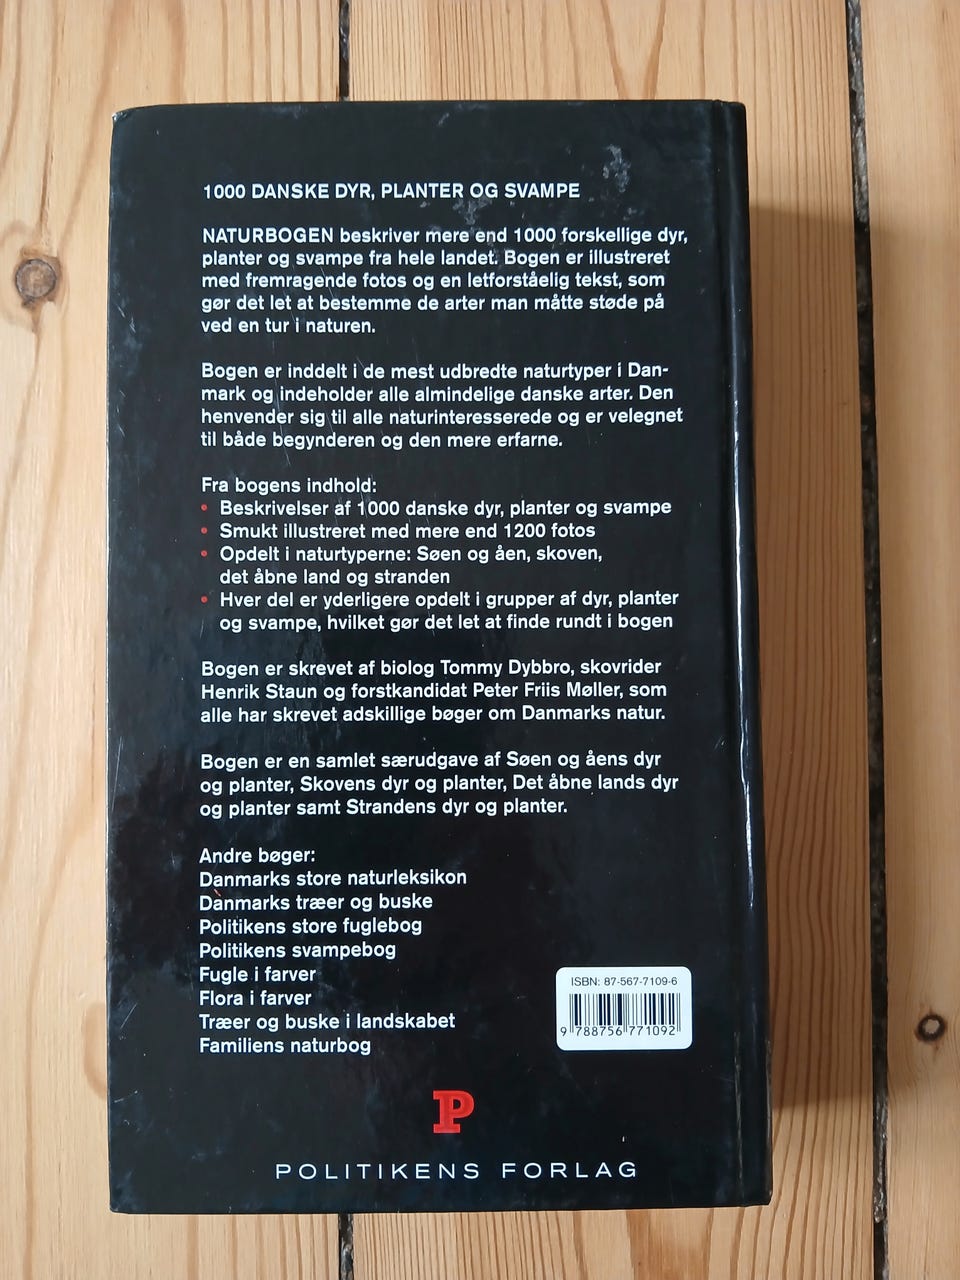 1000 DANSKE DYR, PLANTER OG SVAMPE
NATURBOGEN beskriver mere end 1000 forskellige dyr,
planter og svampe fra hele landet. Bogen er illustreret
med fremragende fotos og en letforståelig tekst, som
gør det let at bestemme de arter man måtte støde på
ved en tur i naturen.
Bogen er inddelt i de mest udbredte naturtyper i Dan-
mark og indeholder alle almindelige danske arter. Den
henvender sig til alle naturinteresserede og er velegnet
til både begynderen og den mere erfarne.
Fra bogens indhold:
• Beskrivelser af 1000 danske dyr, planter og svampe
• Smukt illustreret med mere end 1200 fotos
• Opdelt i naturtyperne: Søen og åen, skoven,
det åbne land og stranden
• Hver del er yderligere opdelt i grupper af dyr, planter
og svampe, hvilket gør det let at finde rundt i bogen
Bogen er skrevet af biolog Tommy Dybbro, skovrider
Henrik Staun og forstkandidat Peter Friis Møller, som
alle har skrevet adskillige bøger om Danmarks natur.
Bogen er en samlet særudgave af Søen og åens dyr
og planter, Skovens dyr og planter, Det åbne lands dyr
og planter samt Strandens dyr og planter.
Andre bøger:
Danmarks store naturleksikon
Danmarks træer og buske
Politikens store fuglebog
Politikens svampebog
Fugle i farver
Flora i farver
Træer og buske i landskabet
Familiens naturbog
ISBN: 87-567-7109-6
9 788756 771092
P
POLITIKENS FORLAG